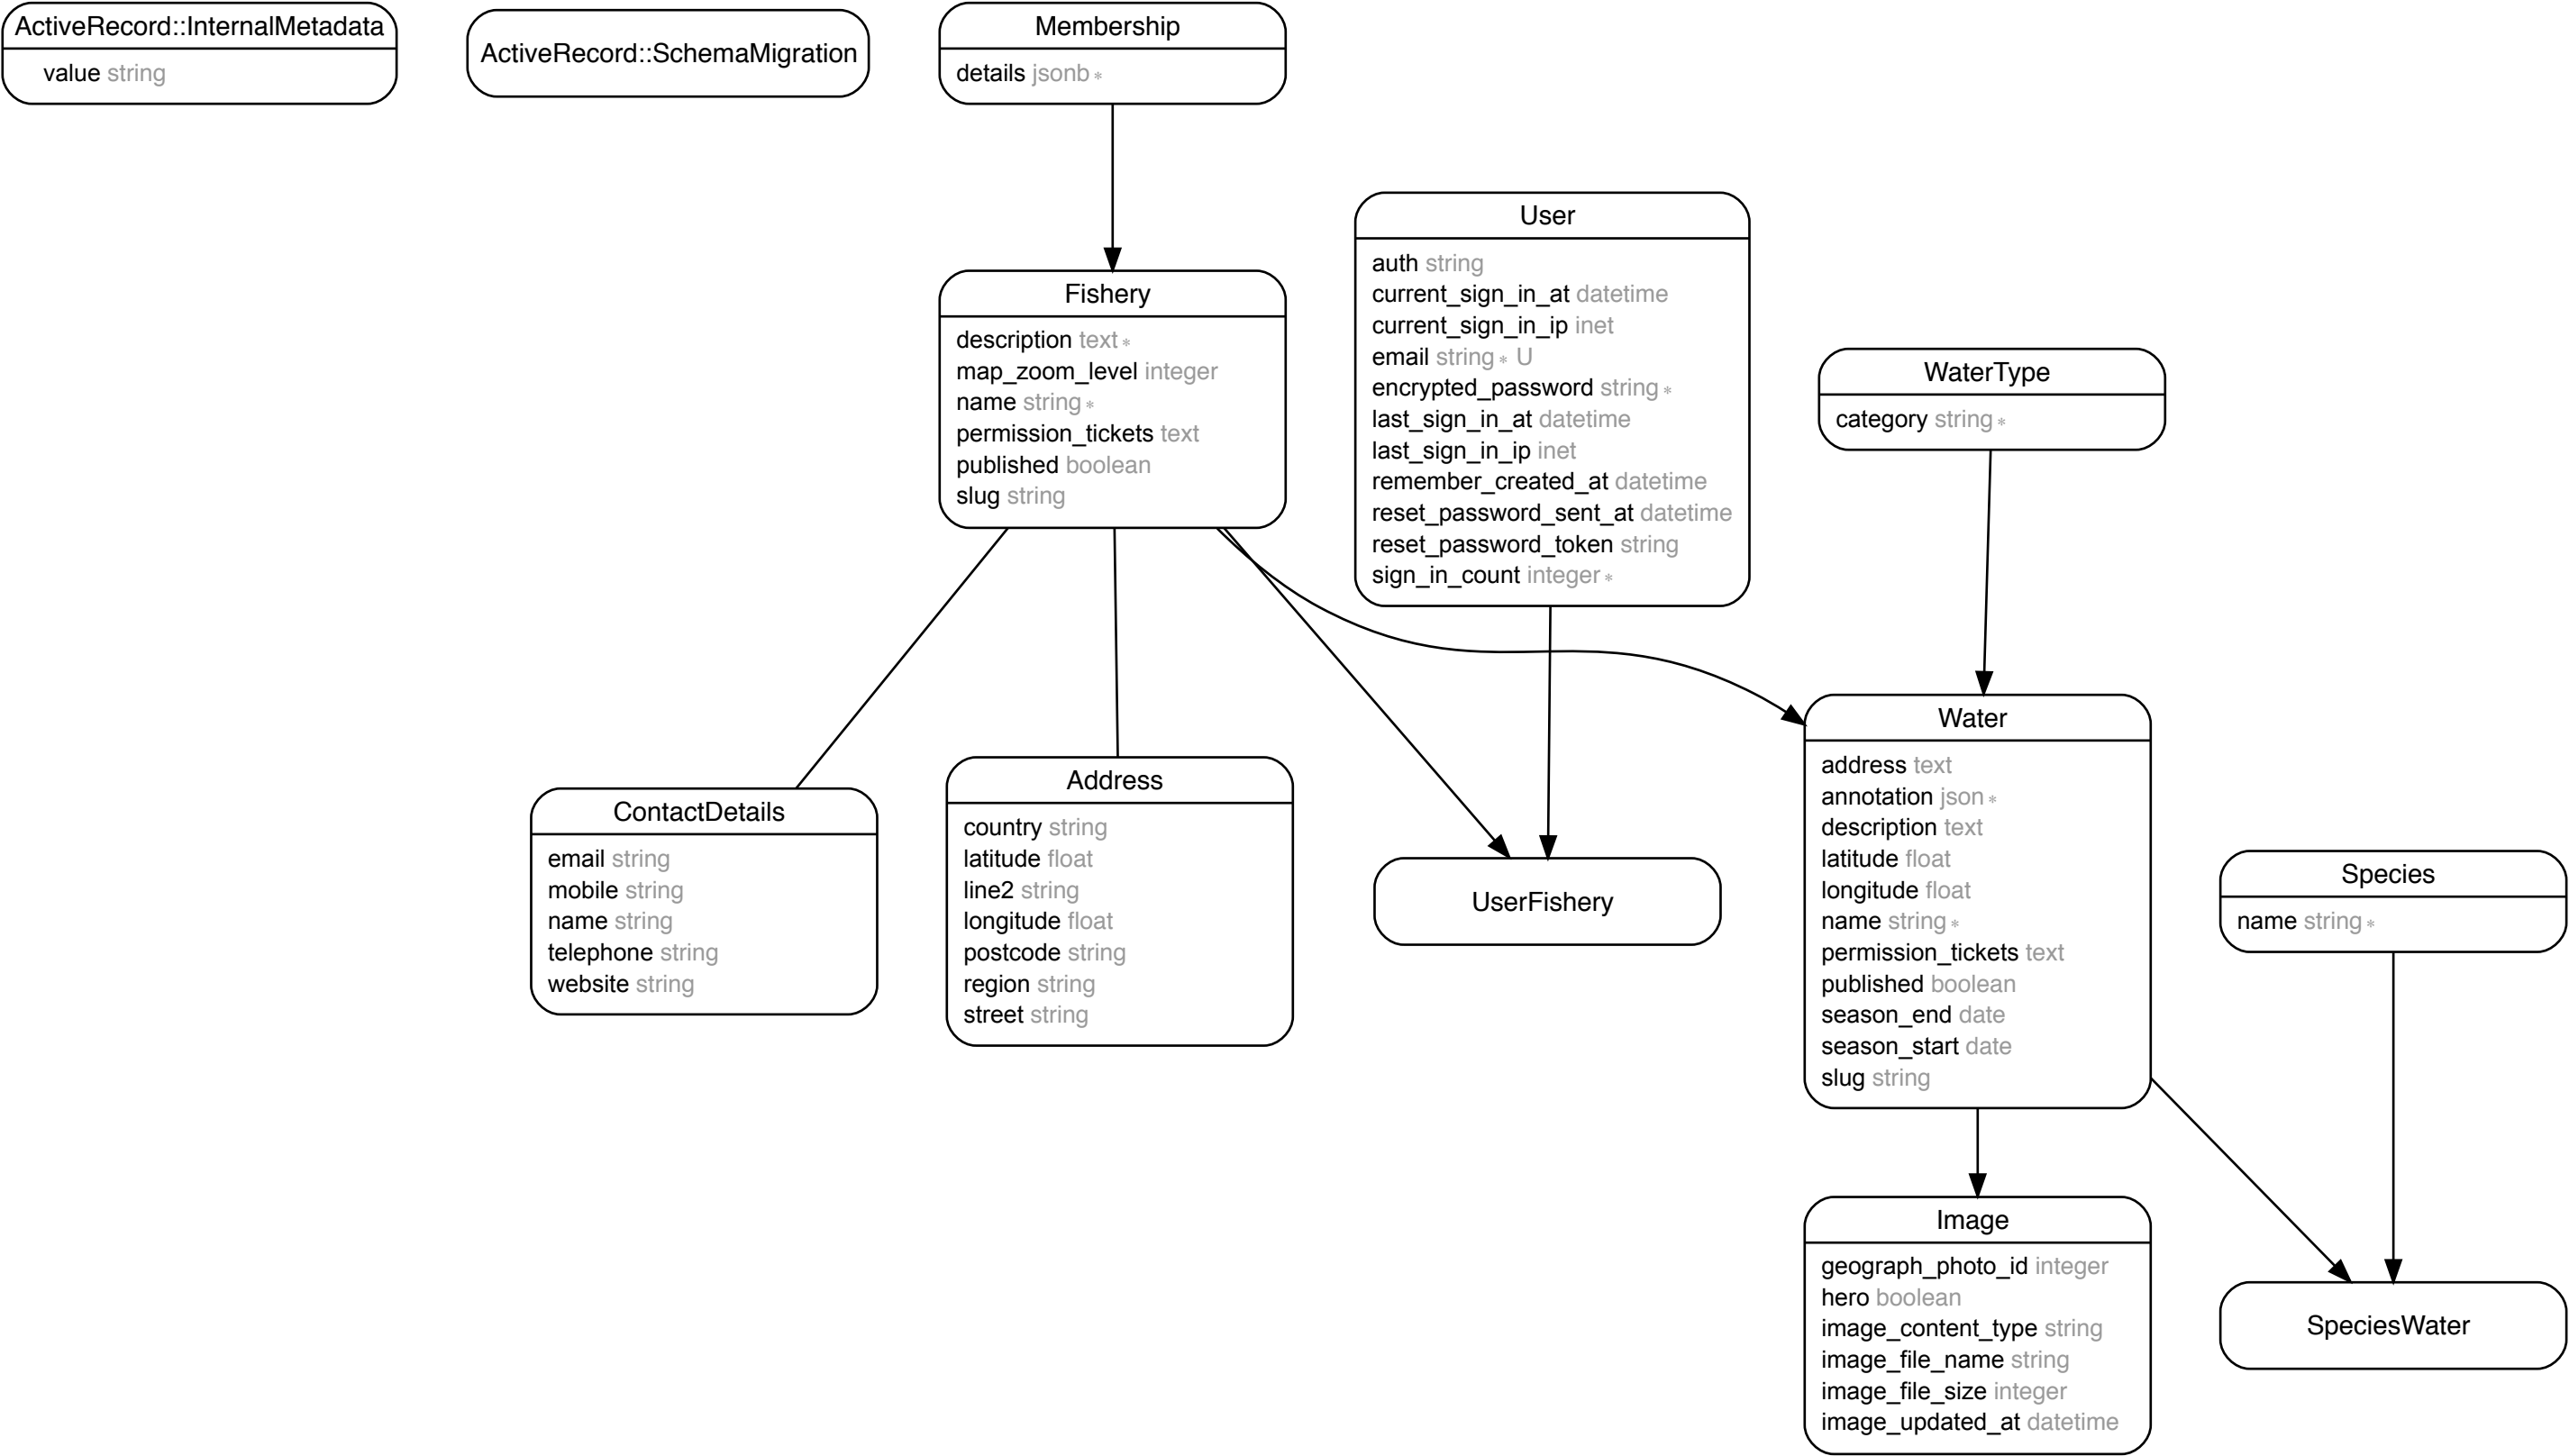 ActiveRecord::InternalMetadata
value string
ActiveRecord::SchemaMigration
Membership
details jsonb *
Fishery
description text *
map_zoom_level integer
name string *
permission_tickets text
published boolean
slug string
User
auth string
current_sign_in_at datetime
current_sign_in_ip inet
email string * U
encrypted_password string *
last_sign_in_at datetime
last_sign_in_ip inet
remember_created_at datetime
reset_password_sent_at datetime
reset_password_token string
sign_in_count integer *
WaterType
category string *
ContactDetails
email string
mobile string
name string
telephone string
website string
Address
country string
latitude float
line2 string
longitude float
postcode string
region string
street string
UserFishery
Water
address text
annotation json *
description text
latitude float
longitude float
name string *
permission_tickets text
published boolean
season_end date
season_start date
slug string
Species
name string *
Image
geograph_photo_id integer
hero boolean
image_content_type string
image_file_name string
image_file_size integer
image_updated_at datetime
SpeciesWater